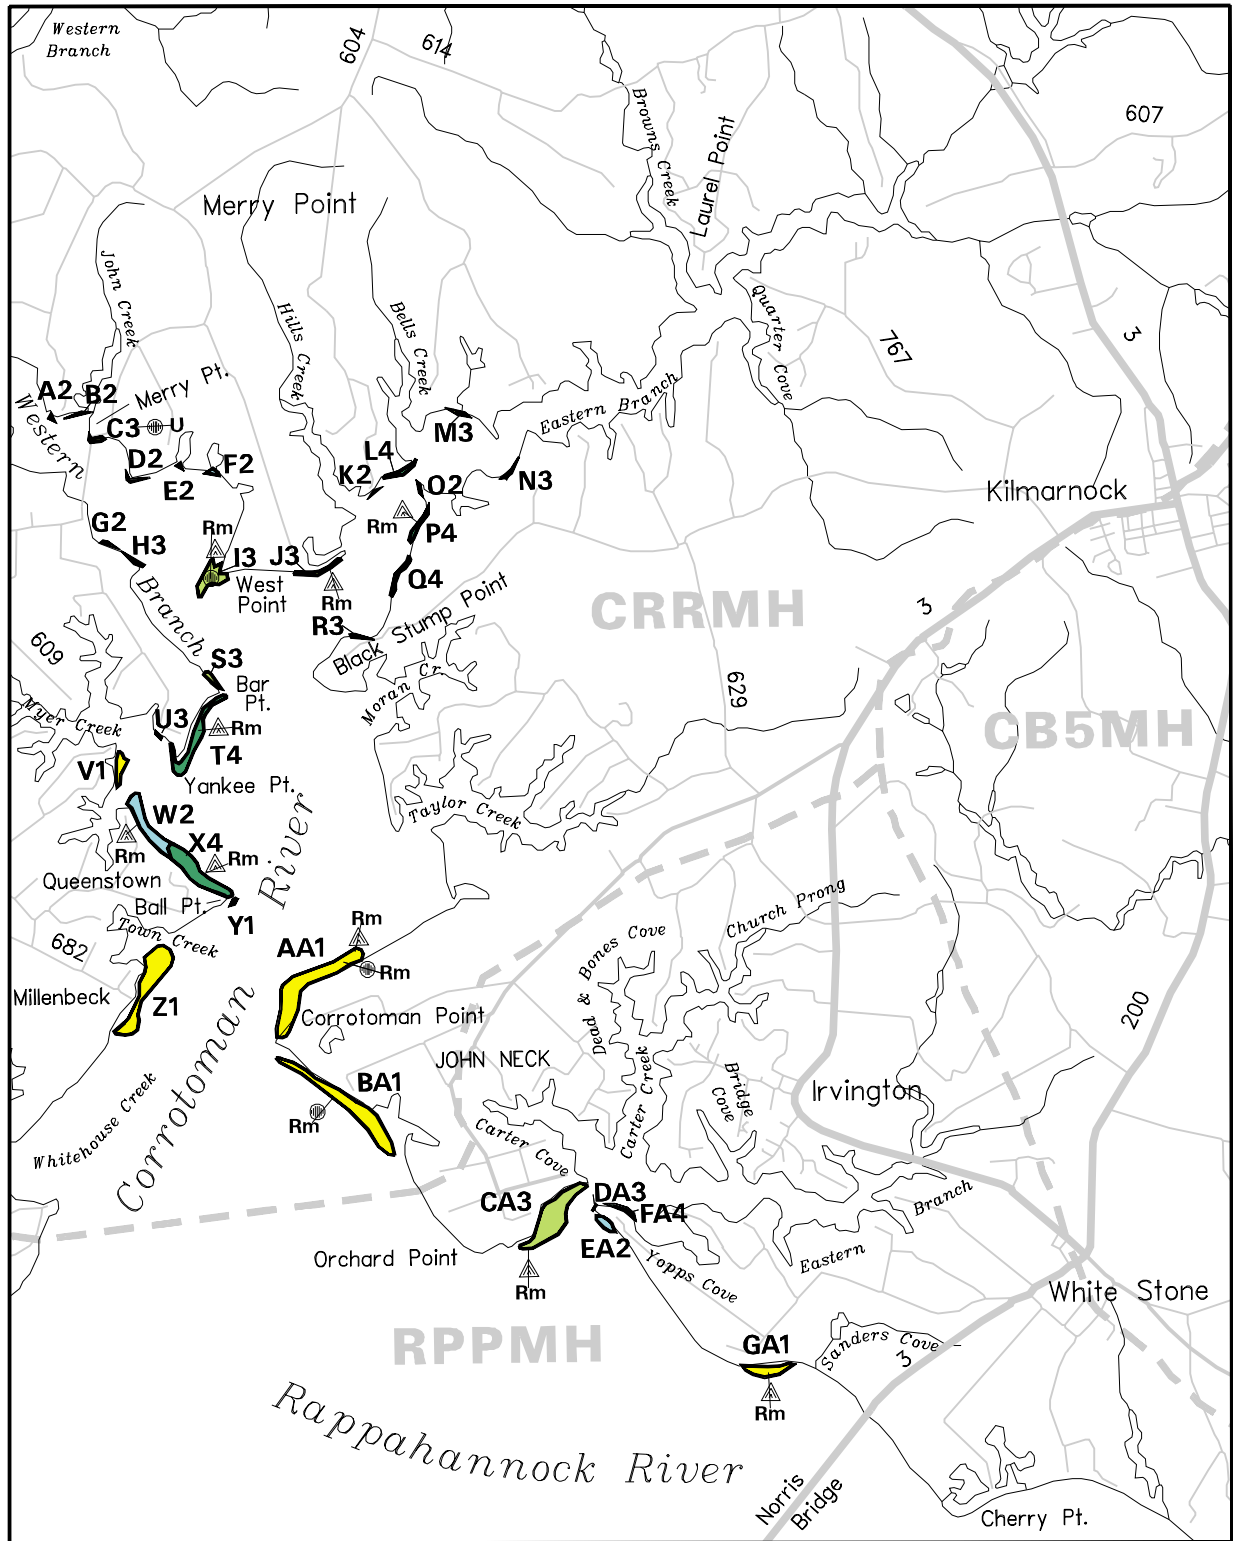 Western
Branch
604
614
607
Browns Creek
Laurel Point
Merry Point
John Creek
Hills Creek
Bells Creek
Quarter Cove
767
3
A2
B2
Merry Pt.
C3
U
Western
D2
E2
F2
L4
K2
M3
Eastern Branch
N3
O2
Rm
P4
Kilmarnock
G2
H3
Rm
I3
J3
West
Point
Rm
Q4
R3
Black Stump Point
Branch
CRRMH
3
609
S3
Bar
Pt.
Moran Cr.
629
Myer Creek
U3
Rm
T4
CB5MH
V1
Yankee Pt.
W2
Taylor Creek
Rm
X4
Rm
Queenstown
Ball Pt.
Y1
River
Town Creek
682
Church Prong
Dead & Bones Cove
AA1
Rm
Rm
Millenbeck
Z1
Corrotoman Point
200
JOHN NECK
Carter Creek
Bridge
Cove
Irvington
BA1
Rm
Whitehouse Creek
Corrotoman
Carter Cove
CA3
DA3
FA4
EA2
Branch
Eastern
Orchard Point
Rm
Yopps Cove
White Stone
RPPMH
GA1
Rm
Sanders Cove
3
Rappahannock River
Norris
Bridge
Cherry Pt.